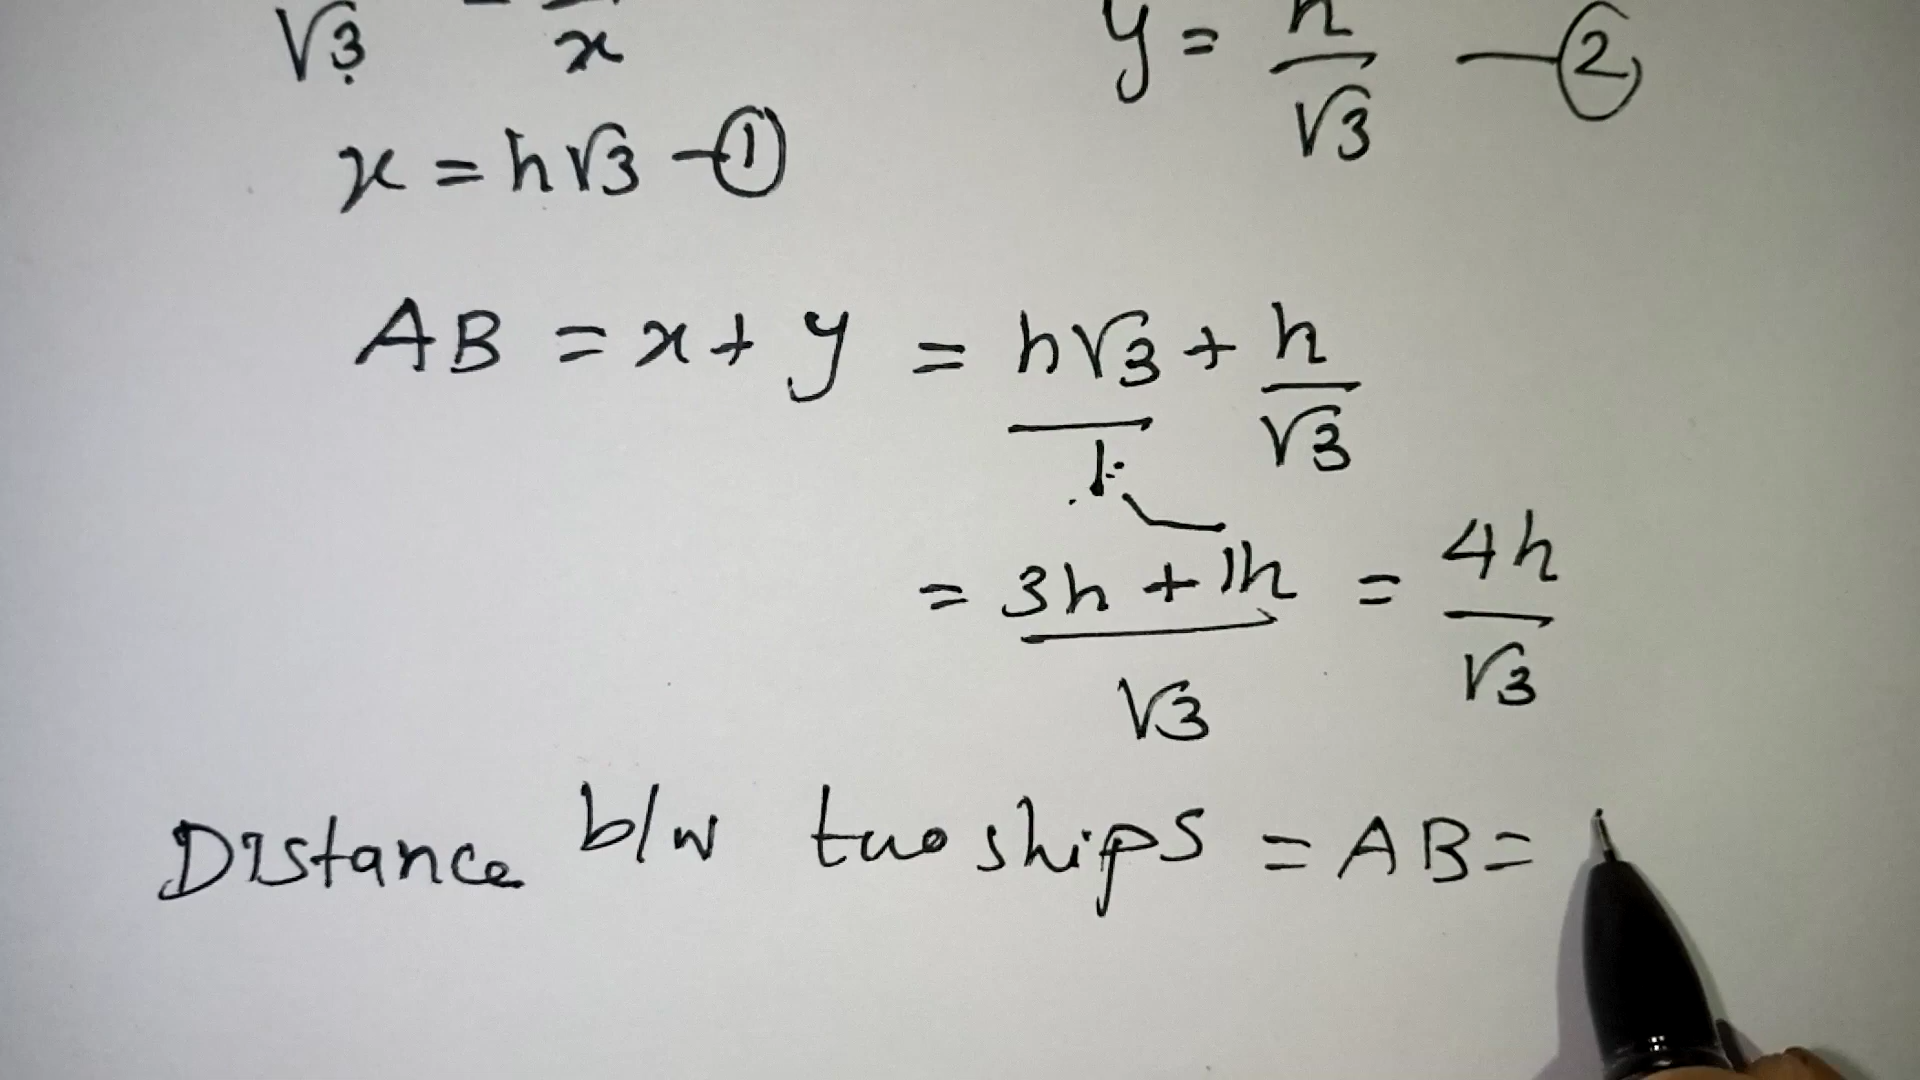 √3 = x
y = h/√3 — ②
x = h√3 — ①
AB = x + y = h√3/1 + h/√3
= 3h + 1h/√3 = 4h/√3
Distance b/w two ships = AB =